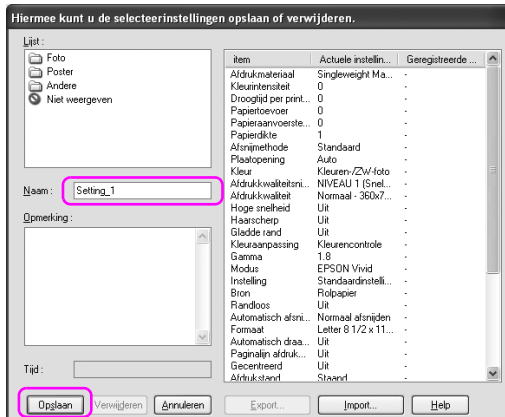 Hiermee kunt u de selecteerinstellingen opslaan of verwijderen.
Lijst :
Foto
Poster
Andere
Niet weergeven
Naam : Setting_1
Opmerking :
Tijd :
item Actuele instellin... Geregistreerde ...
Afdrukmateriaal Singleweight Ma... -
Kleurintensiteit 0 -
Droogtijd per print... 0 -
Papiertoevoer 0 -
Papieraanvoerste... 0 -
Papierdikte 1 -
Afsnijmethode Standaard -
Plaatopening Auto -
Kleur Kleuren-/ZW-foto -
Afdrukkwaliteitsni... NIVEAU 1 (Snel... -
Afdrukkwaliteit Normaal - 360x7... -
Hoge snelheid Uit -
Haarscherp Uit -
Gladde rand Uit -
Kleuraanpassing Kleurencontrole -
Gamma 1.8 -
Modus EPSON Vivid -
Instelling Standaardinstelli... -
Bron Rolpapier -
Randloos Uit -
Automatisch afsni... Normaal afsnijden -
Formaat Letter 8 1/2 x 11... -
Automatisch draa... Uit -
Paginalijn afdruk... Uit -
Gecentreerd Uit -
Afdrukstand Staand -
Opslaan Verwijderen Annuleren Export... Import... Help